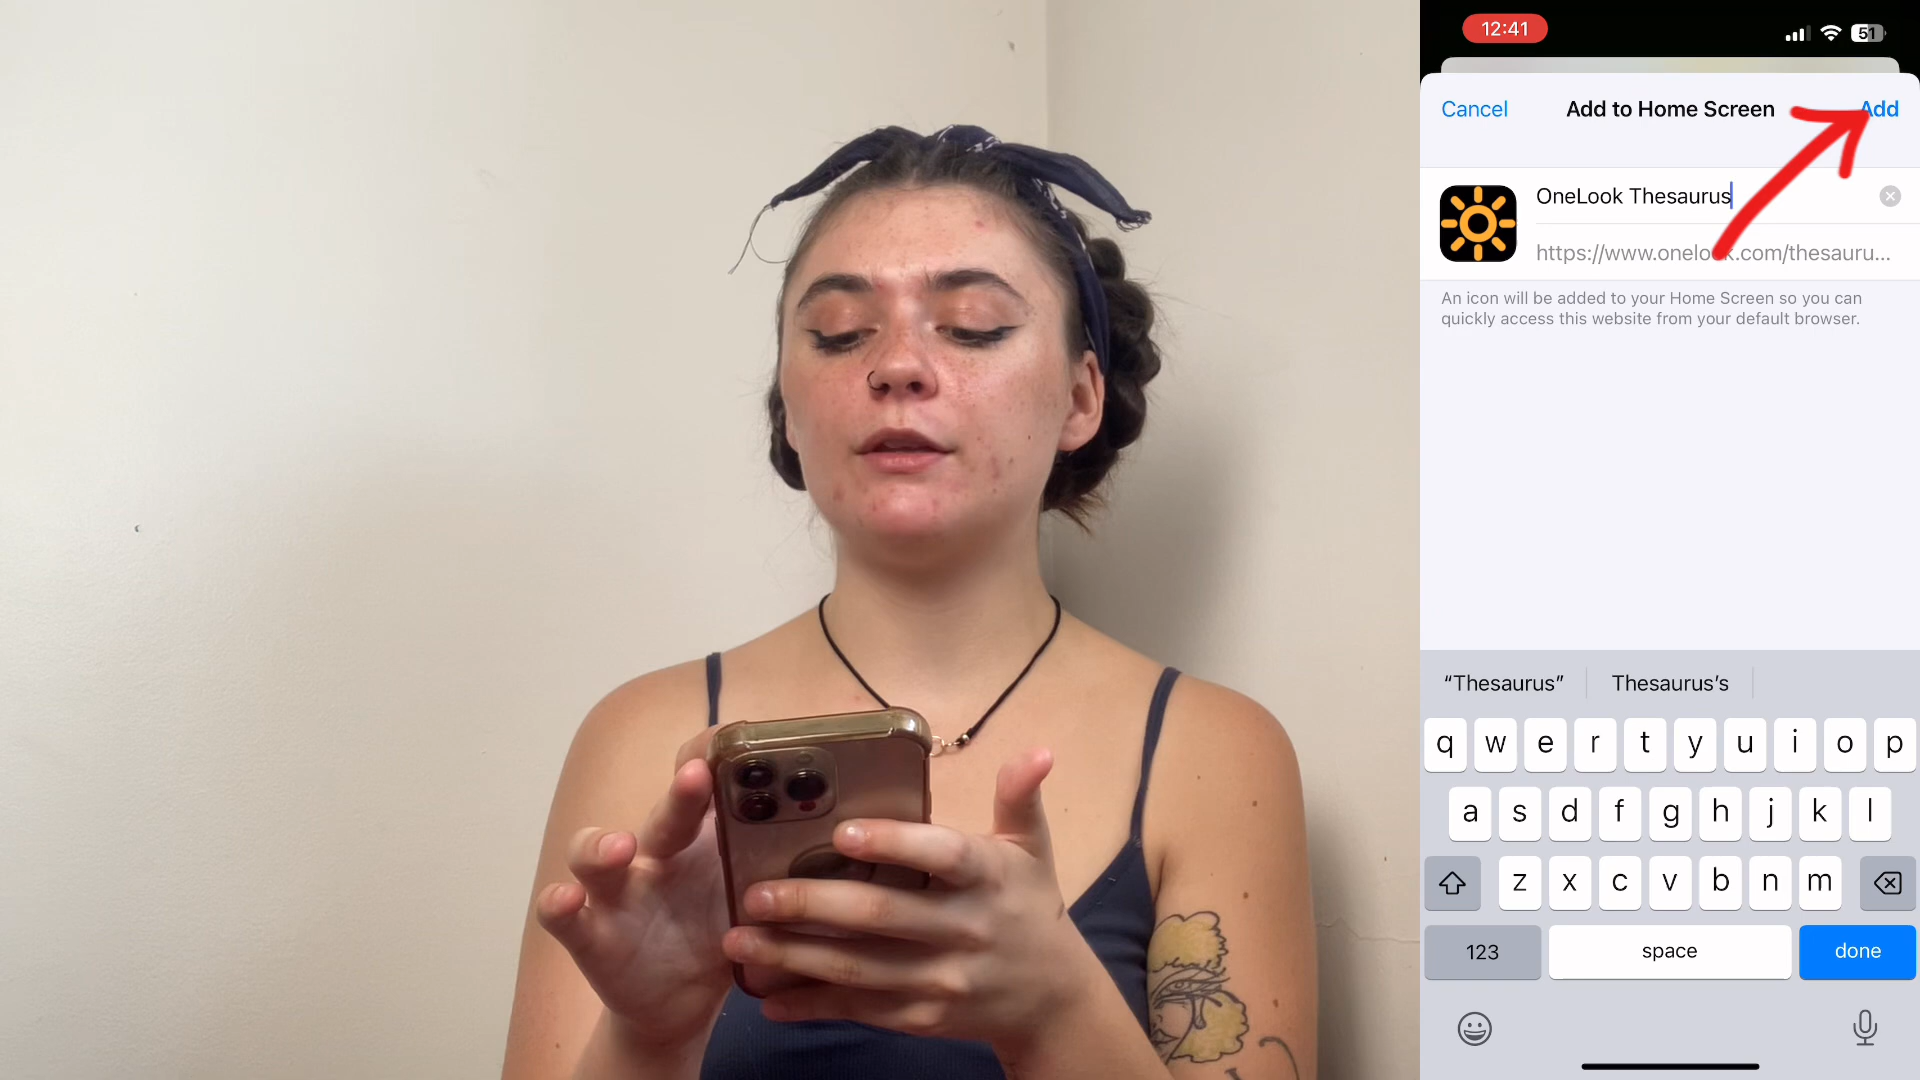 12:41
51
Cancel
Add to Home Screen
Add
OneLook Thesaurus
https://www.onelook.com/thesauru...
An icon will be added to your Home Screen so you can
quickly access this website from your default browser.
“Thesaurus”
Thesaurus’s
q w e r t y u i o p
a s d f g h j k l
z x c v b n m
123
space
done